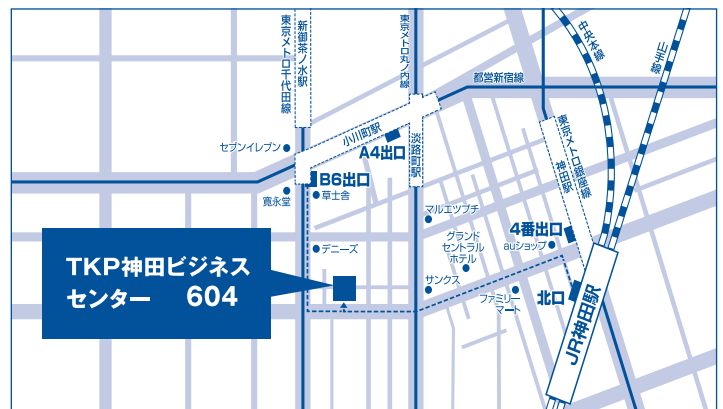 東京メトロ千代田線
新御茶ノ水駅
東京メトロ丸ノ内線
中央本線
山手線
都営新宿線
小川町駅
セブンイレブン
A4出口
淡路町駅
東京メトロ銀座線
神田駅
B6出口
寛永堂
草士舎
マルエツプチ
4番出口
グランド
セントラル
ホテル
auショップ
デニーズ
TKP神田ビジネス
センター 604
サンクス
ファミリー
マート
北口
JR神田駅